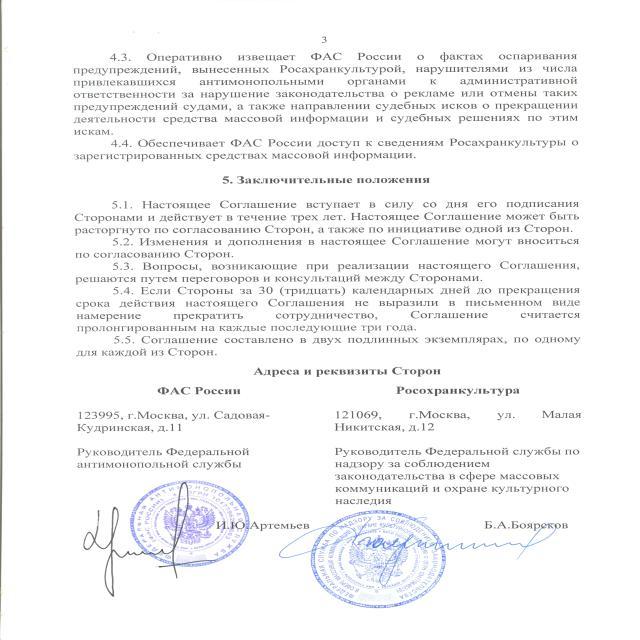 3
4.3. Оперативно извещает ФАС России о фактах оспаривания
предупреждений, вынесенных Росахранкультурой, нарушителями из числа
привлекавшихся антимонопольными органами к административной
ответственности за нарушение законодательства о рекламе или отмены таких
предупреждений судами, а также направлении судебных исков о прекращении
деятельности средства массовой информации и судебных решениях по этим
искам.
4.4. Обеспечивает ФАС России доступ к сведениям Росахранкультуры о
зарегистрированных средствах массовой информации.
5. Заключительные положения
5.1. Настоящее Соглашение вступает в силу со дня его подписания
Сторонами и действует в течение трех лет. Настоящее Соглашение может быть
расторгнуто по согласованию Сторон, а также по инициативе одной из Сторон.
5.2. Изменения и дополнения в настоящее Соглашение могут вноситься
по согласованию Сторон.
5.3. Вопросы, возникающие при реализации настоящего Соглашения,
решаются путем переговоров и консультаций между Сторонами.
5.4. Если Стороны за 30 (тридцать) календарных дней до прекращения
срока действия настоящего Соглашения не выразили в письменном виде
намерение прекратить сотрудничество, Соглашение считается
пролонгированным на каждые последующие три года.
5.5. Соглашение составлено в двух подлинных экземплярах, по одному
для каждой из Сторон.
Адреса и реквизиты Сторон
ФАС России
123995, г.Москва, ул. Садовая-
Кудринская, д.11
Руководитель Федеральной
антимонопольной службы
И.Ю.Артемьев
Росохранкультура
121069, г.Москва, ул. Малая
Никитская, д.12
Руководитель Федеральной службы по
надзору за соблюдением
законодательства в сфере массовых
коммуникаций и охране культурного
наследия
Б.А.Боярсков